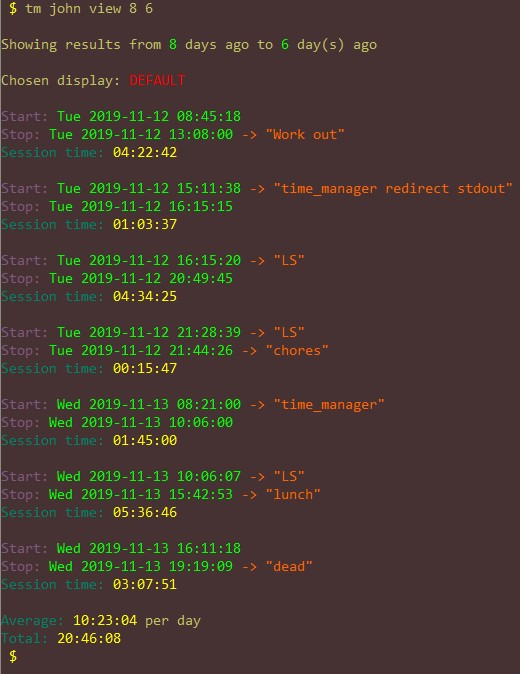 $ tm john view 8 6
Showing results from 8 days ago to 6 day(s) ago
Chosen display: DEFAULT
Start: Tue 2019-11-12 08:45:18
Stop: Tue 2019-11-12 13:08:00 -> "Work out"
Session time: 04:22:42
Start: Tue 2019-11-12 15:11:38 -> "time_manager redirect stdout"
Stop: Tue 2019-11-12 16:15:15
Session time: 01:03:37
Start: Tue 2019-11-12 16:15:20 -> "LS"
Stop: Tue 2019-11-12 20:49:45
Session time: 04:34:25
Start: Tue 2019-11-12 21:28:39 -> "LS"
Stop: Tue 2019-11-12 21:44:26 -> "chores"
Session time: 00:15:47
Start: Wed 2019-11-13 08:21:00 -> "time_manager"
Stop: Wed 2019-11-13 10:06:00
Session time: 01:45:00
Start: Wed 2019-11-13 10:06:07 -> "LS"
Stop: Wed 2019-11-13 15:42:53 -> "lunch"
Session time: 05:36:46
Start: Wed 2019-11-13 16:11:18
Stop: Wed 2019-11-13 19:19:09 -> "dead"
Session time: 03:07:51
Average: 10:23:04 per day
Total: 20:46:08
$